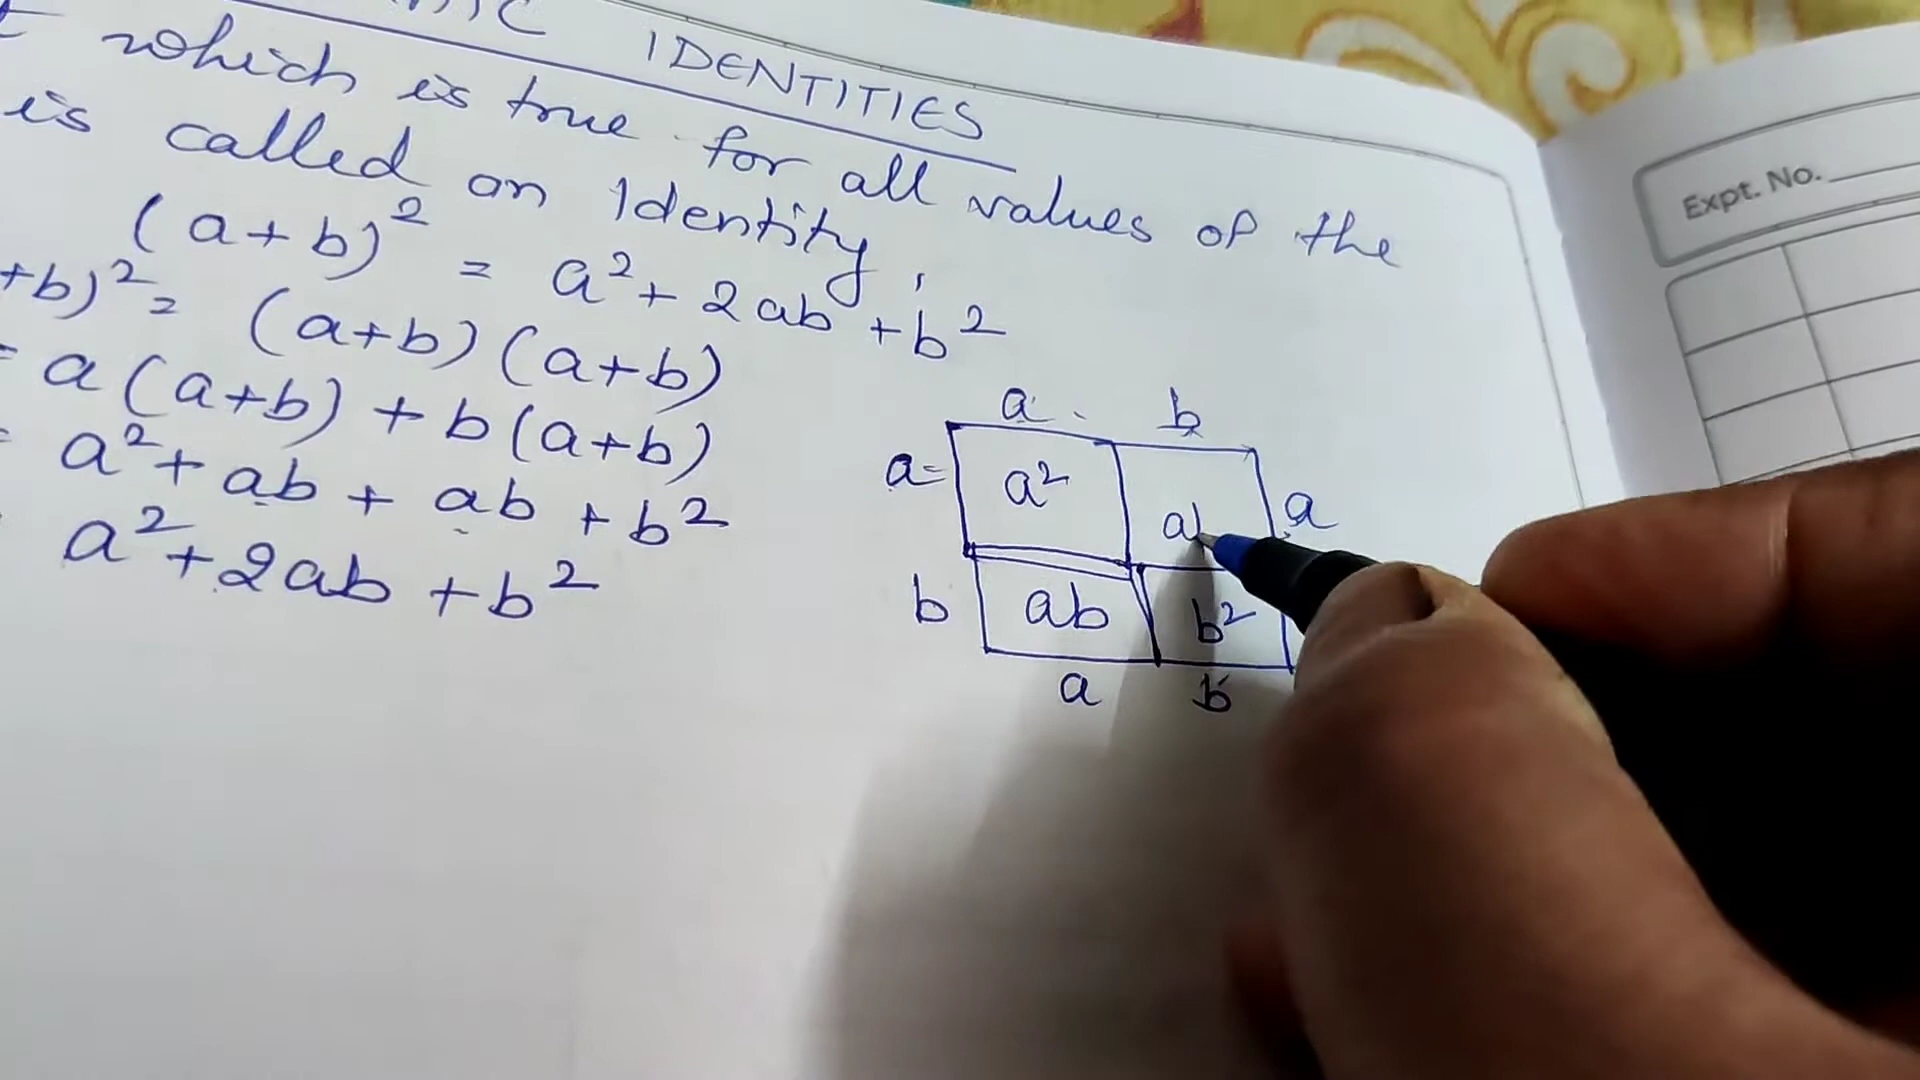 IDENTITIES
which is true for all values of the
is called an Identity.
(a+b)² = a²+2ab+b²
+b)² = (a+b)(a+b)
= a(a+b) + b(a+b)
= a²+ab + ab + b²
= a²+2ab+b²
a b
a a² ab a
b ab b²
a b
Expt. No.